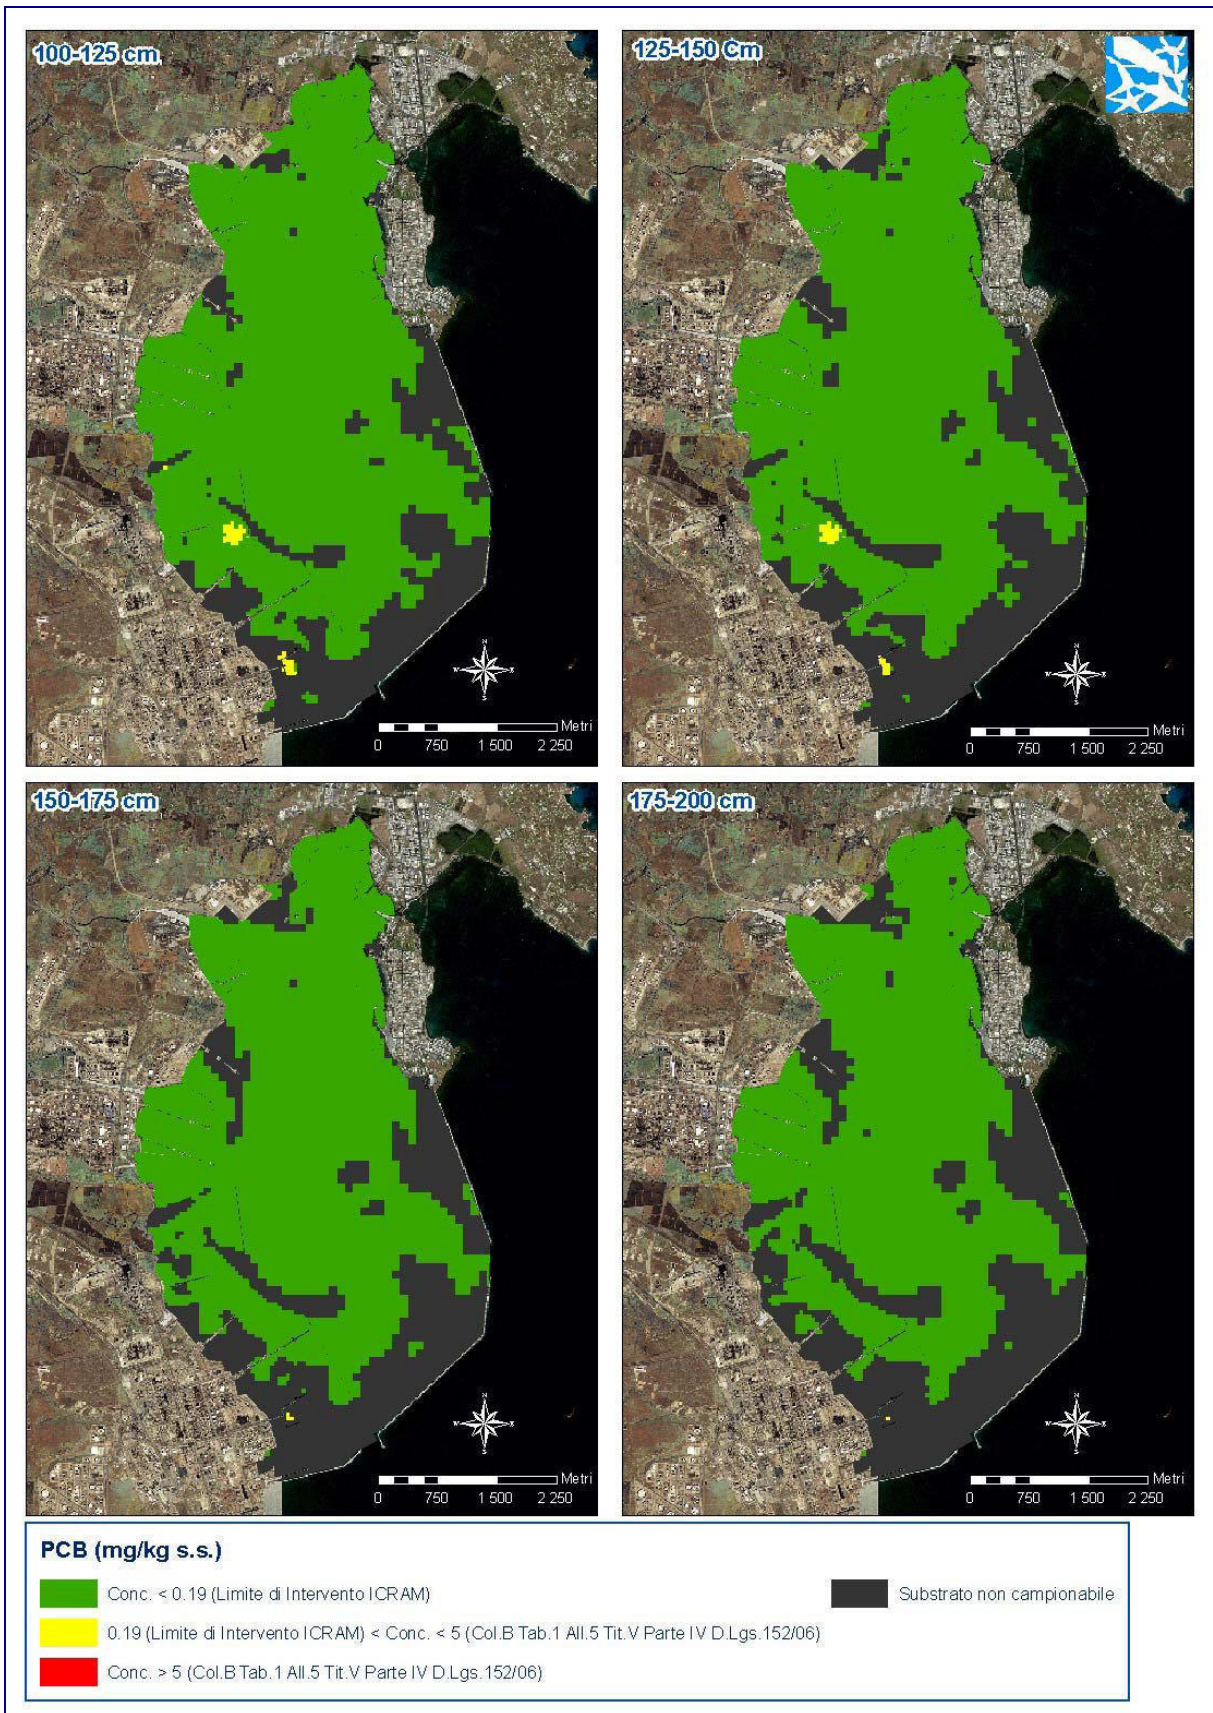 100-125 cm
125-150 Cm
N
W
E
S
Metri
0 750 1 500 2 250
N
W
E
S
Metri
0 750 1 500 2 250
150-175 cm
175-200 cm
N
W
E
S
Metri
0 750 1 500 2 250
N
W
E
S
Metri
0 750 1 500 2 250
PCB (mg/kg s.s.)
Conc. < 0.19 (Limite di Intervento ICRAM)
Substrato non campionabile
0.19 (Limite di Intervento ICRAM) < Conc. < 5 (Col.B Tab.1 All.5 Tit.V Parte IV D.Lgs.152/06)
Conc. > 5 (Col.B Tab.1 All.5 Tit.V Parte IV D.Lgs.152/06)